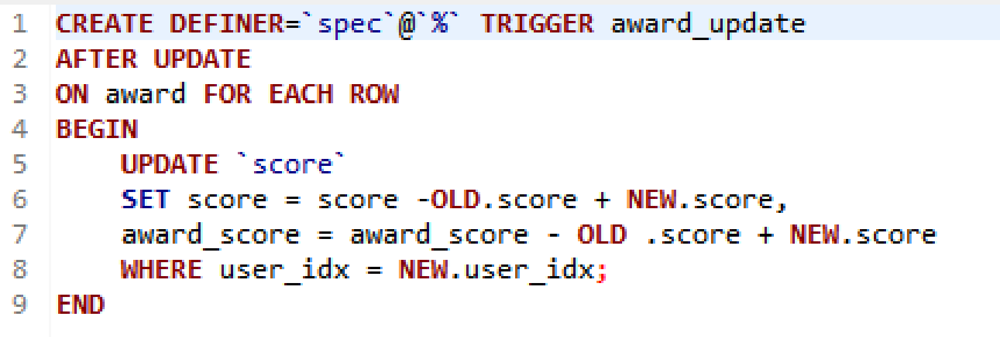 1 CREATE DEFINER=`spec`@`%` TRIGGER award_update
2 AFTER UPDATE
3 ON award FOR EACH ROW
4 BEGIN
5     UPDATE `score`
6     SET score = score -OLD.score + NEW.score,
7     award_score = award_score - OLD .score + NEW.score
8     WHERE user_idx = NEW.user_idx;
9 END